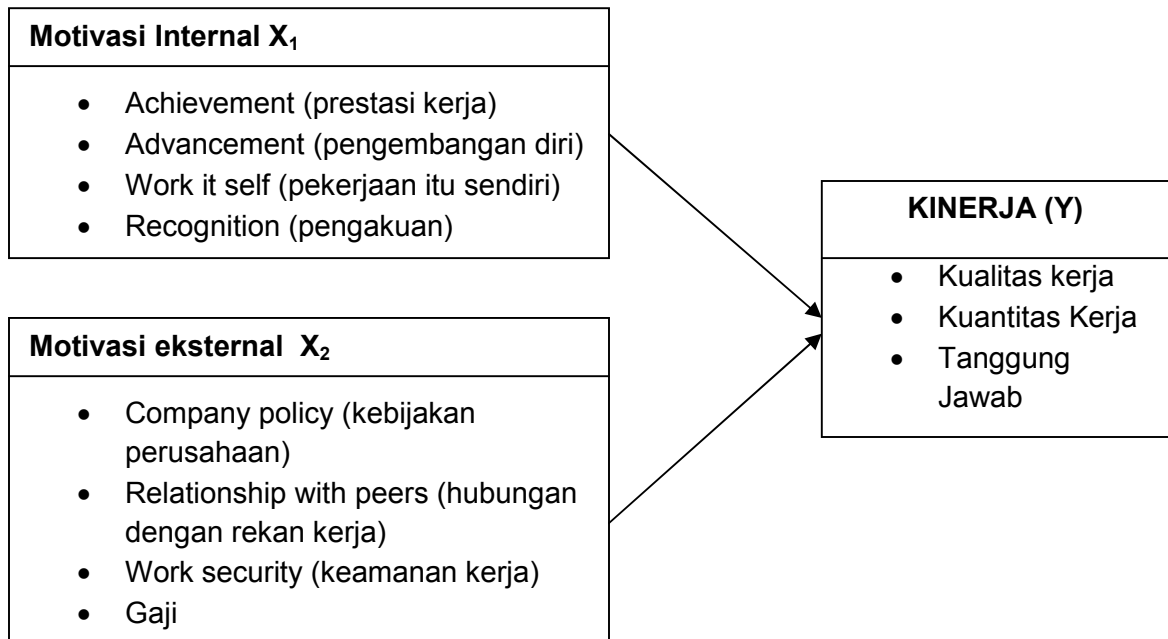 Motivasi Internal X₁
• Achievement (prestasi kerja)
• Advancement (pengembangan diri)
• Work it self (pekerjaan itu sendiri)
• Recognition (pengakuan)
Motivasi eksternal X₂
• Company policy (kebijakan
perusahaan)
• Relationship with peers (hubungan
dengan rekan kerja)
• Work security (keamanan kerja)
• Gaji
KINERJA (Y)
• Kualitas kerja
• Kuantitas Kerja
• Tanggung
Jawab